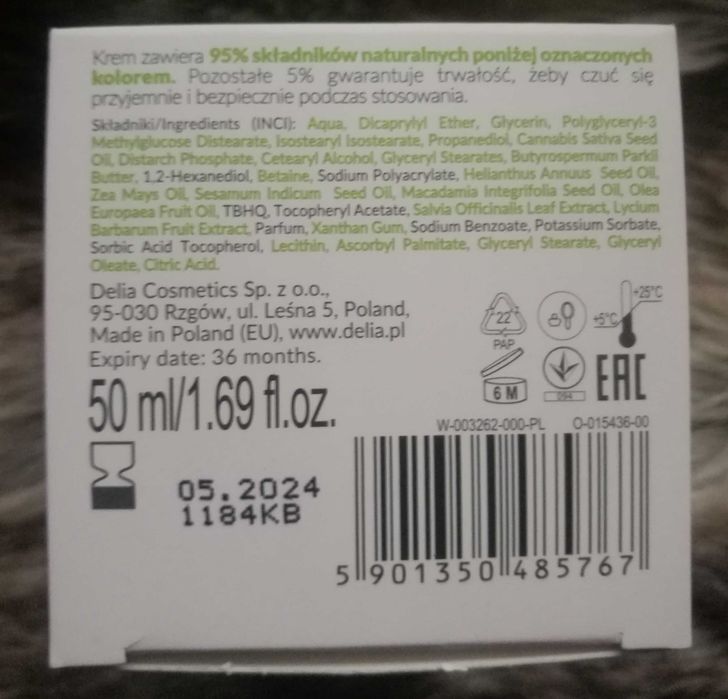 Krem zawiera 95% składników naturalnych poniżej oznaczonych
kolorem. Pozostałe 5% gwarantuje trwałość, żeby czuć się
przyjemnie i bezpiecznie podczas stosowania.
Składniki/Ingredients (INCI): Aqua, Dicaprylyl Ether, Glycerin, Polyglyceryl-3
Methylglucose Distearate, Isostearyl Isostearate, Propanediol, Cannabis Sativa Seed
Oil, Distarch Phosphate, Cetearyl Alcohol, Glyceryl Stearates, Butyrospermum Parkii
Butter, 1,2-Hexanediol, Betaine, Sodium Polyacrylate, Helianthus Annuus Seed Oil,
Zea Mays Oil, Sesamum Indicum Seed Oil, Macadamia Integrifolia Seed Oil, Olea
Europaea Fruit Oil, TBHQ, Tocopheryl Acetate, Salvia Officinalis Leaf Extract, Lycium
Barbarum Fruit Extract, Parfum, Xanthan Gum, Sodium Benzoate, Potassium Sorbate,
Sorbic Acid Tocopherol, Lecithin, Ascorbyl Palmitate, Glyceryl Stearate, Glyceryl
Oleate, Citric Acid.
Delia Cosmetics Sp. z o.o.,
95-030 Rzgów, ul. Leśna 5, Poland,
Made in Poland (EU), www.delia.pl
Expiry date: 36 months.
50 ml/1.69 fl.oz.
22
PAP
+25°C
+5°C
6 M
094
EAC
W-003262-000-PL O-015436-00
05.2024
1184KB
5 901350 485767